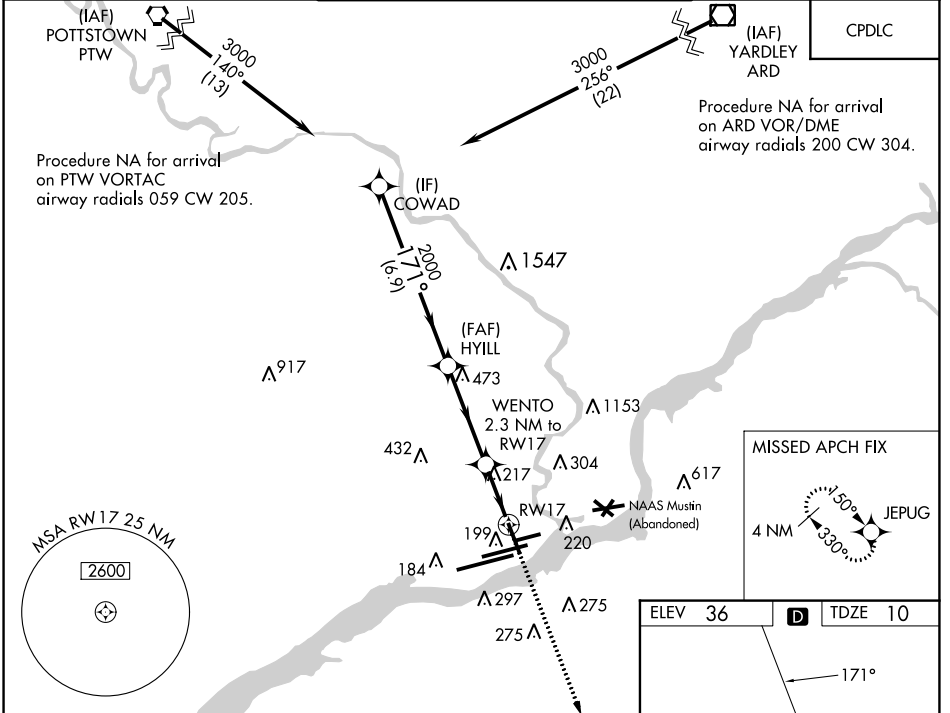 (IAF)
POTTSTOWN
PTW
3000
140°
(13)
3000
256°
(22)
(IAF)
YARDLEY
ARD
CPDLC
Procedure NA for arrival
on ARD VOR/DME
airway radials 200 CW 304.
Procedure NA for arrival
on PTW VORTAC
airway radials 059 CW 205.
(IF)
COWAD
2000
171°
(6.9)
1547
(FAF)
HYILL
917
473
WENTO
2.3 NM to
RW17
1153
432
217
304
617
RW17
NAAS Mustin
(Abandoned)
199
220
184
297
275
275
MISSED APCH FIX
4 NM
150°
330°
JEPUG
MSA RW17 25 NM
2600
ELEV 36
D
TDZE 10
171°